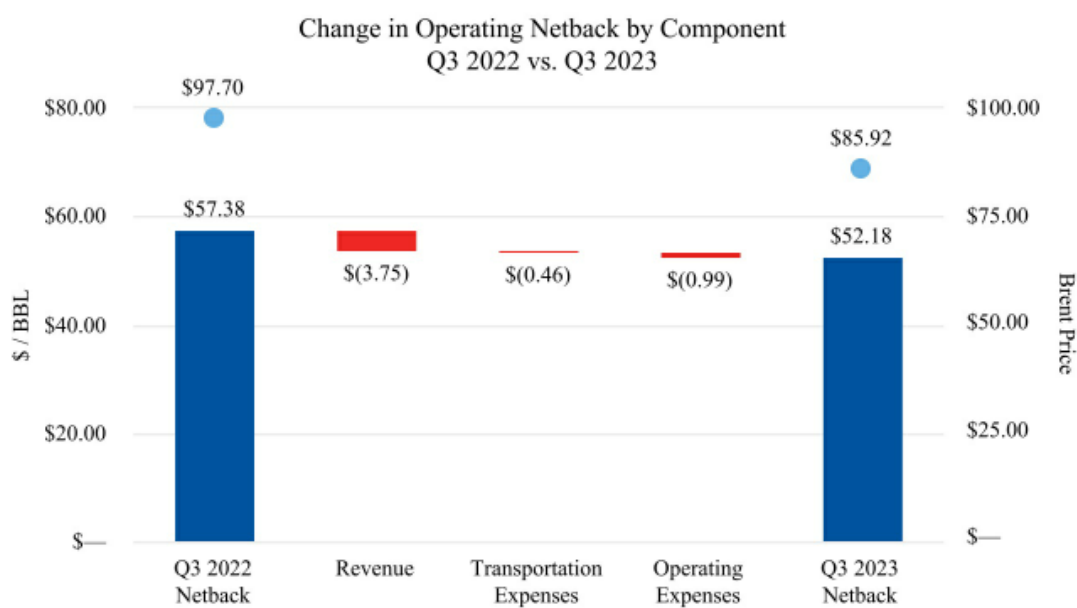 Change in Operating Netback by Component
Q3 2022 vs. Q3 2023
$97.70
$80.00
$100.00
$85.92
$60.00
$57.38
$75.00
$52.18
$(3.75)
$(0.46)
$(0.99)
$ / BBL
Brent Price
$40.00
$50.00
$20.00
$25.00
$—
$—
Q3 2022
Netback
Revenue
Transportation
Expenses
Operating
Expenses
Q3 2023
Netback